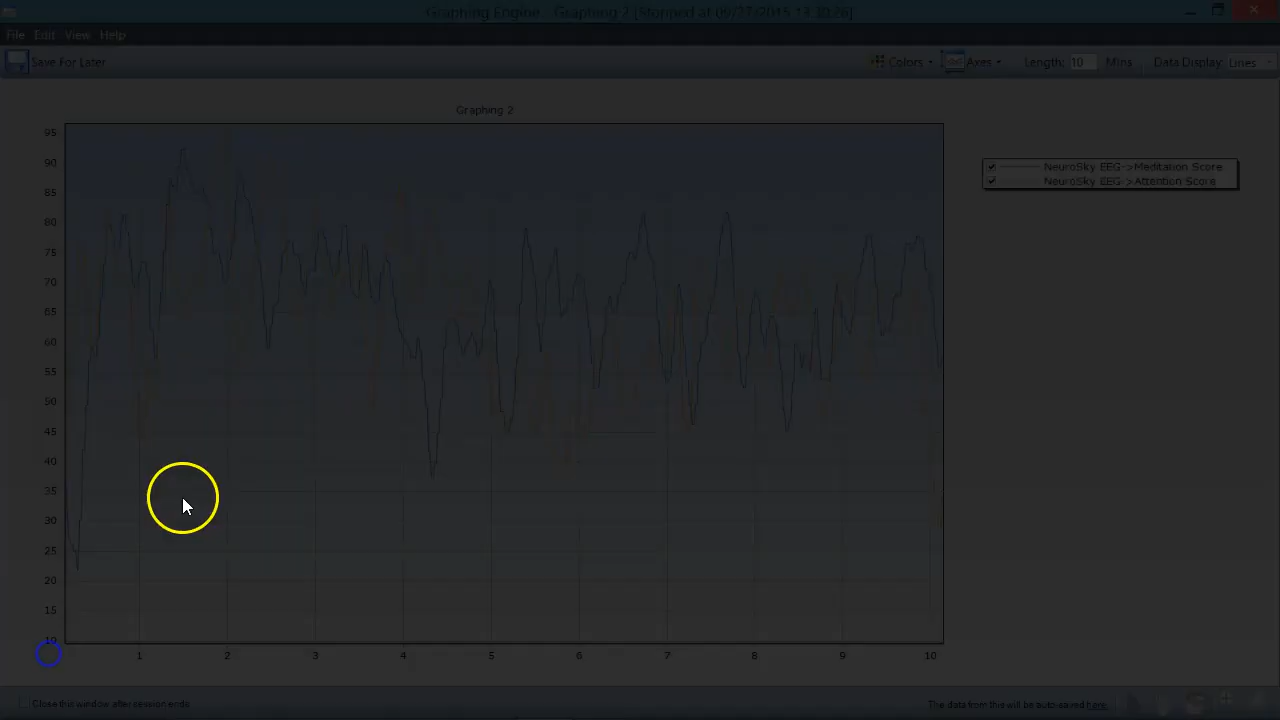 Graphing Engine - Graphing 2 [Stopped at 09/27/2015 13:30:26]
File Edit View Help
Save For Later
Colors
Axes
Length: 10 Mins
Data Display: Lines
Graphing 2
95
90
85
80
75
70
65
60
55
50
45
40
35
30
25
20
15
10
1 2 3 4 5 6 7 8 9 10
NeuroSky EEG->Meditation Score
NeuroSky EEG->Attention Score
Close this window after session ends
The data from this will be auto-saved here.